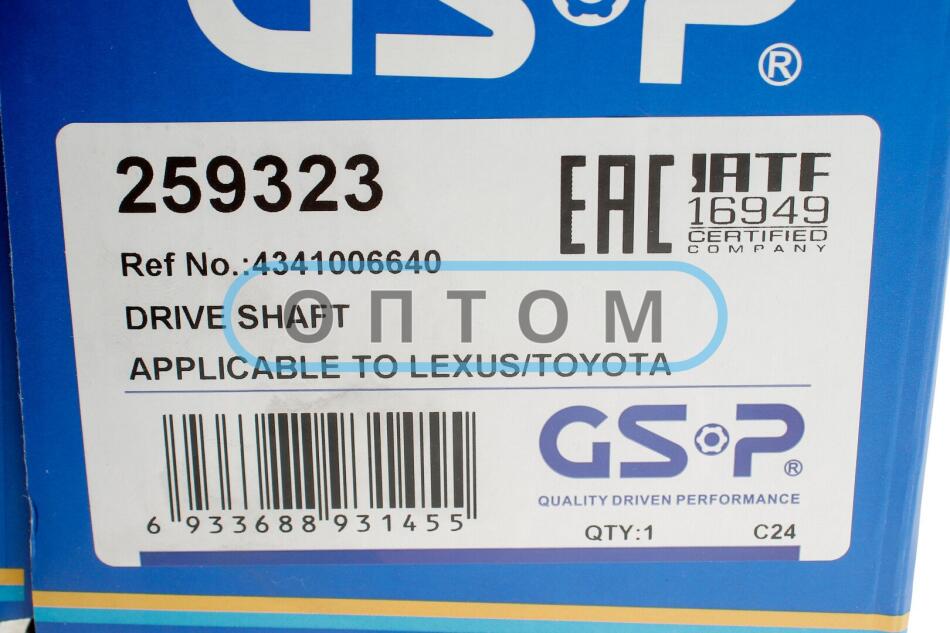 GSP®
259323
EAC
IATF
16949
CERTIFIED
COMPANY
Ref No.:4341006640
DRIVE SHAFT
ОПТОМ
APPLICABLE TO LEXUS/TOYOTA
6 933688 931455
GSP®
QUALITY DRIVEN PERFORMANCE
QTY:1 C24